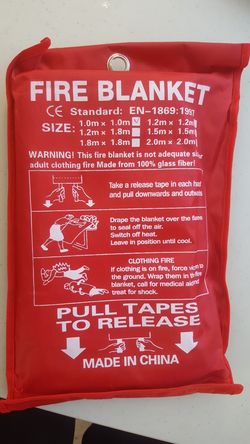 FIRE BLANKET
CE Standard: EN-1869:1997
SIZE: 1.0m x 1.0m 1.2m x 1.2m
1.2m x 1.8m 1.5m x 1.5m
1.8m x 1.8m 2.0m x 2.0m
WARNING! This fire blanket is not adequate
adult clothing fire Made from 100% glass fiber!
Take a release tape in each hand
and pull downwards and outwards
Drape the blanket over the flames
to seal off the air.
Switch off heat.
Leave in position until cool.
CLOTHING FIRE
If clothing is on fire, force victim to
the ground. Wrap them in the fire
blanket, call for medical aid and
treat for shock.
PULL TAPES
TO RELEASE
MADE IN CHINA